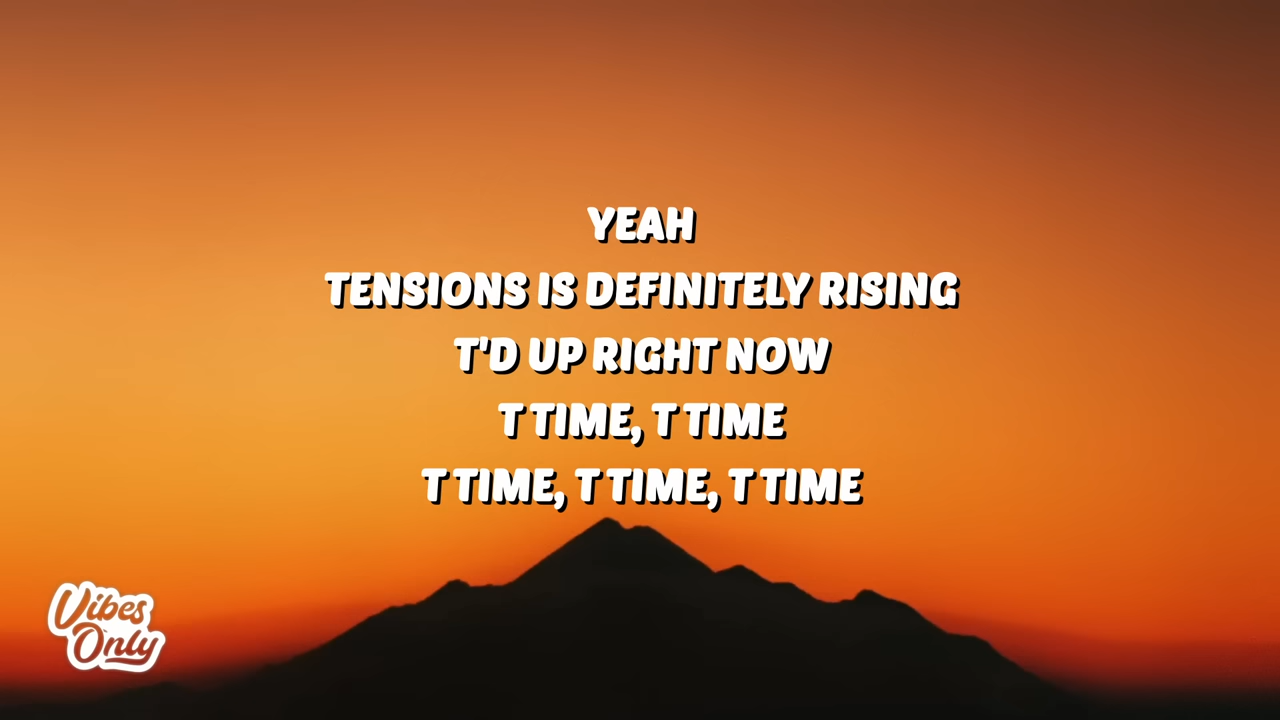 YEAH
TENSIONS IS DEFINITELY RISING
T'D UP RIGHT NOW
T TIME, T TIME
T TIME, T TIME, T TIME
Vibes
Only